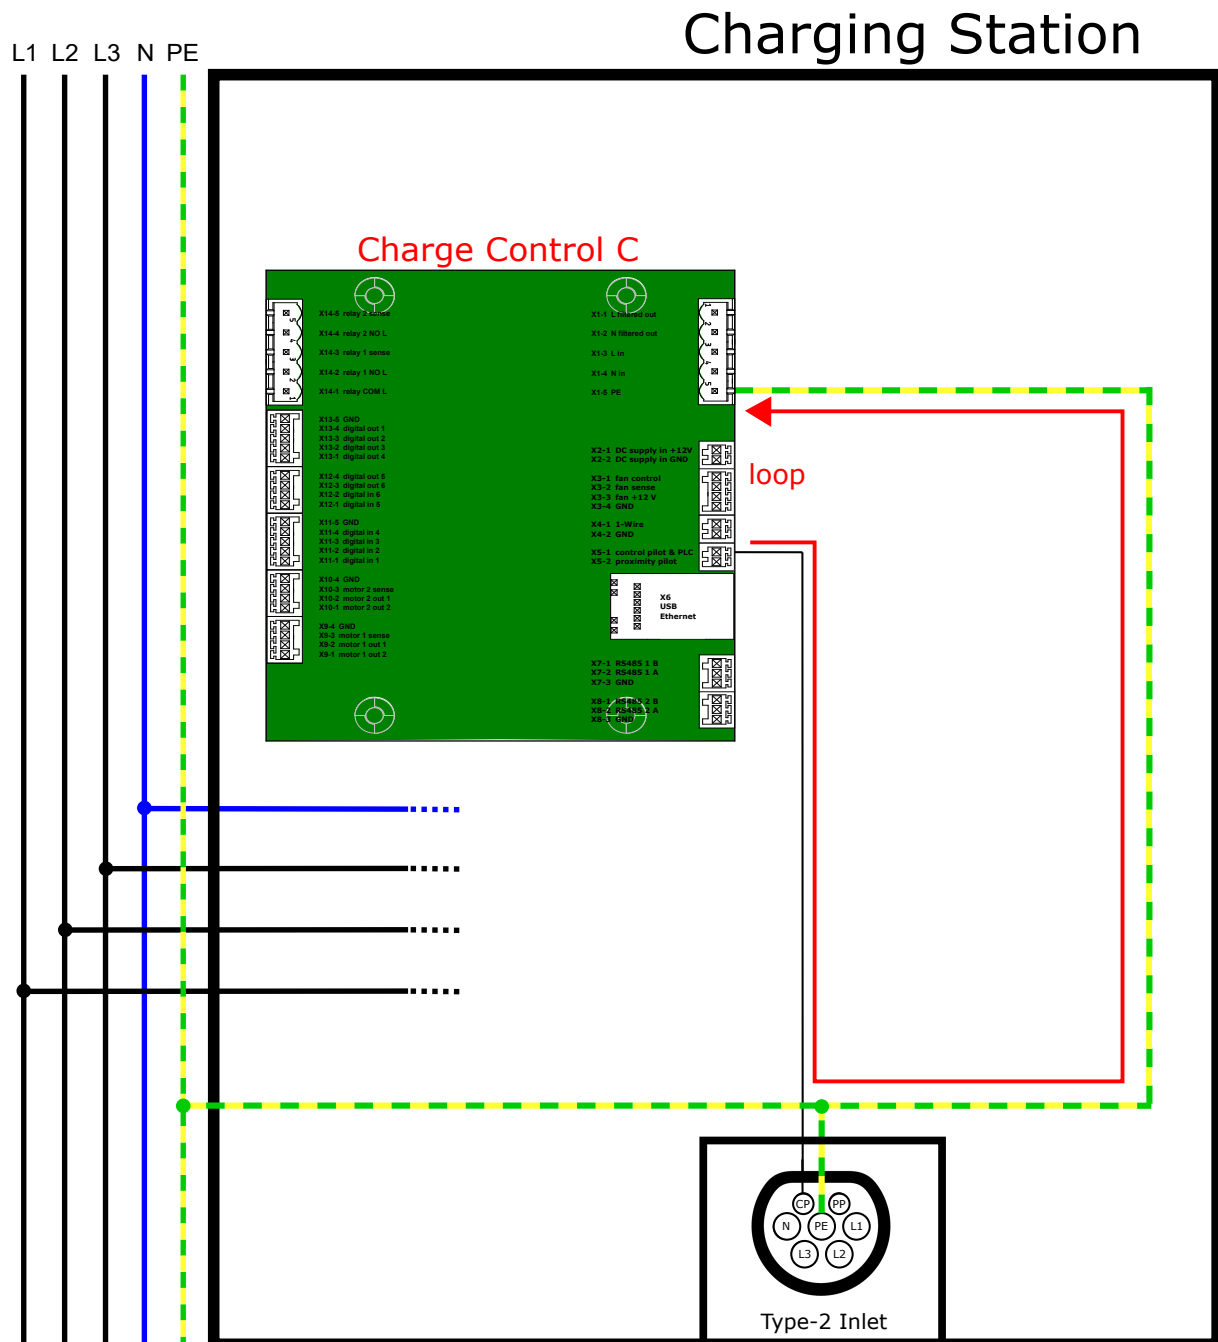 Charging Station
L1 L2 L3 N PE
Charge Control C
X14-5 relay 2 sense
X14-4 relay 2 NO L
X14-3 relay 1 sense
X14-2 relay 1 NO L
X14-1 relay COM L
5
4
3
2
1
X1-1 L filtered out
X1-2 N filtered out
X1-3 L in
X1-4 N in
X1-5 PE
1
2
3
4
5
X13-5 GND
X13-4 digital out 1
X13-3 digital out 2
X13-2 digital out 3
X13-1 digital out 4
X12-4 digital out 5
X12-3 digital out 6
X12-2 digital in 6
X12-1 digital in 5
X11-5 GND
X11-4 digital in 4
X11-3 digital in 3
X11-2 digital in 2
X11-1 digital in 1
X10-4 GND
X10-3 motor 2 sense
X10-2 motor 2 out 1
X10-1 motor 2 out 2
X9-4 GND
X9-3 motor 1 sense
X9-2 motor 1 out 1
X9-1 motor 1 out 2
X2-1 DC supply in +12V
X2-2 DC supply in GND
X3-1 fan control
X3-2 fan sense
X3-3 fan +12 V
X3-4 GND
X4-1 1-Wire
X4-2 GND
X5-1 control pilot & PLC
X5-2 proximity pilot
X6
USB
Ethernet
X7-1 RS485 1 B
X7-2 RS485 1 A
X7-3 GND
X8-1 RS485 2 B
X8-2 RS485 2 A
X8-3 GND
loop
CP PP
N PE L1
L3 L2
Type-2 Inlet